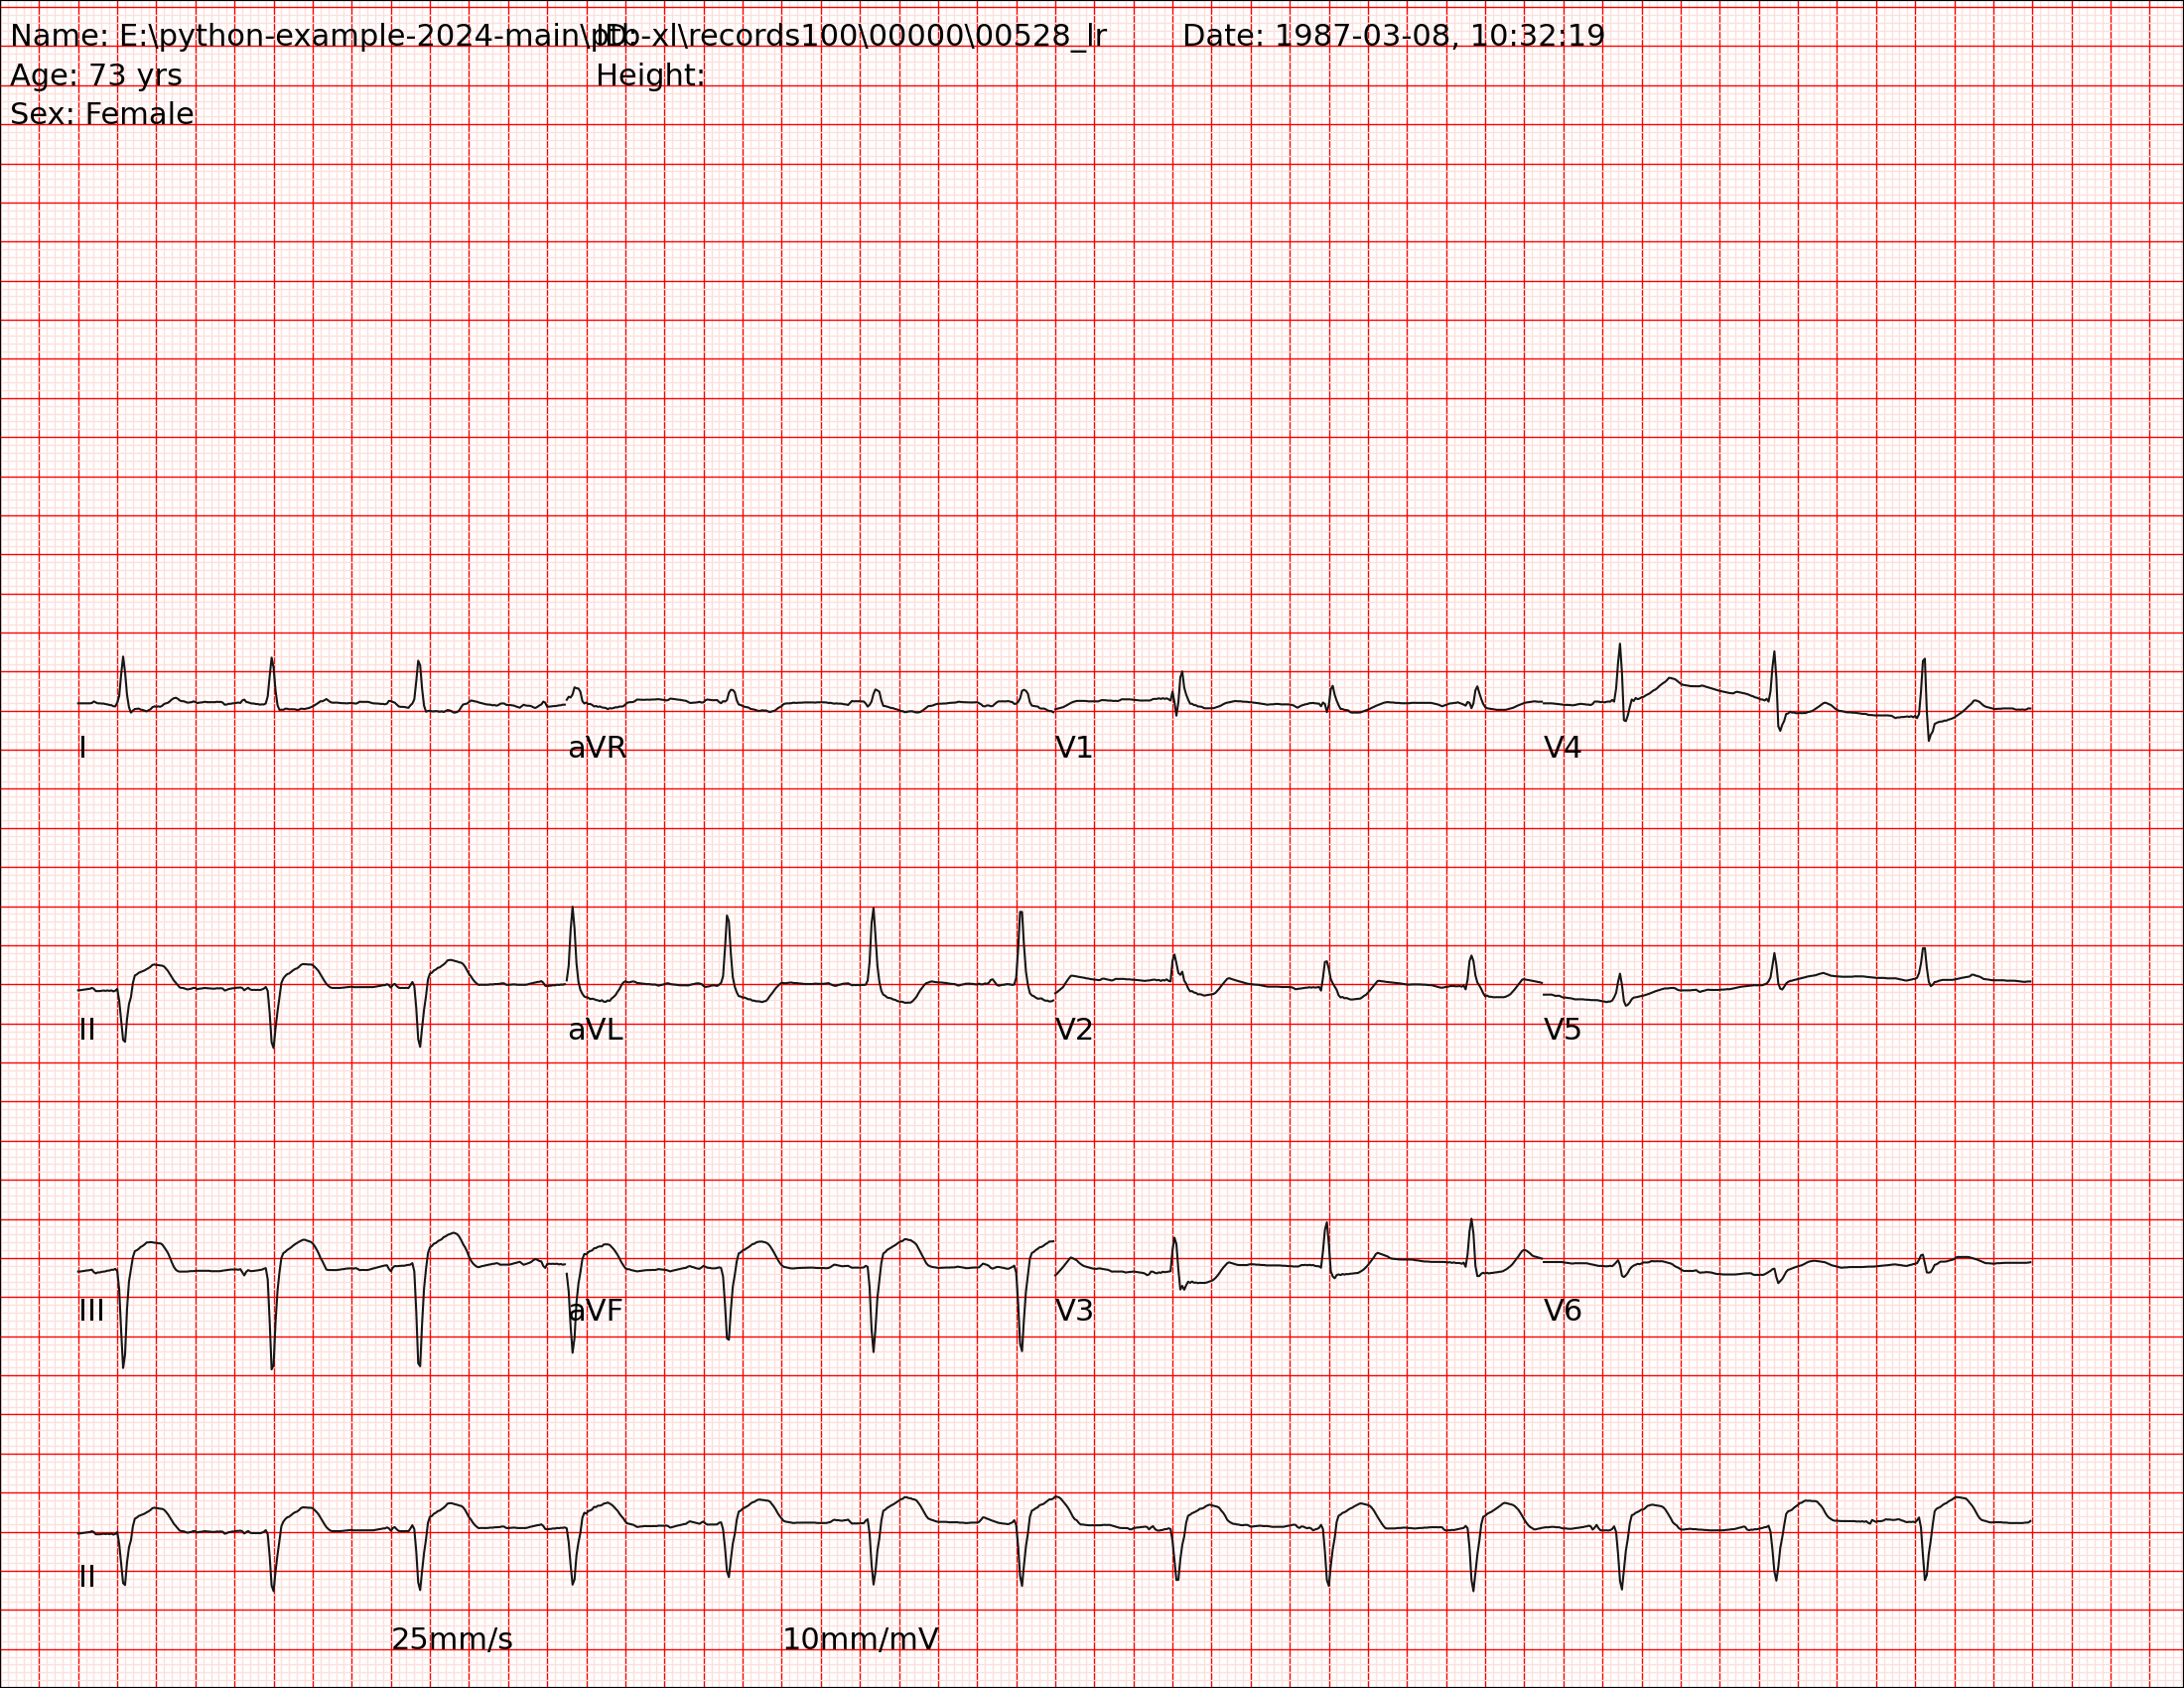 Name: E:\python-example-2024-main\ptb-xl\records100\00000\00528_lr ID: Date: 1987-03-08, 10:32:19
Age: 73 yrs Height:
Sex: Female
I aVR V1 V4
II aVL V2 V5
III aVF V3 V6
II
25mm/s 10mm/mV